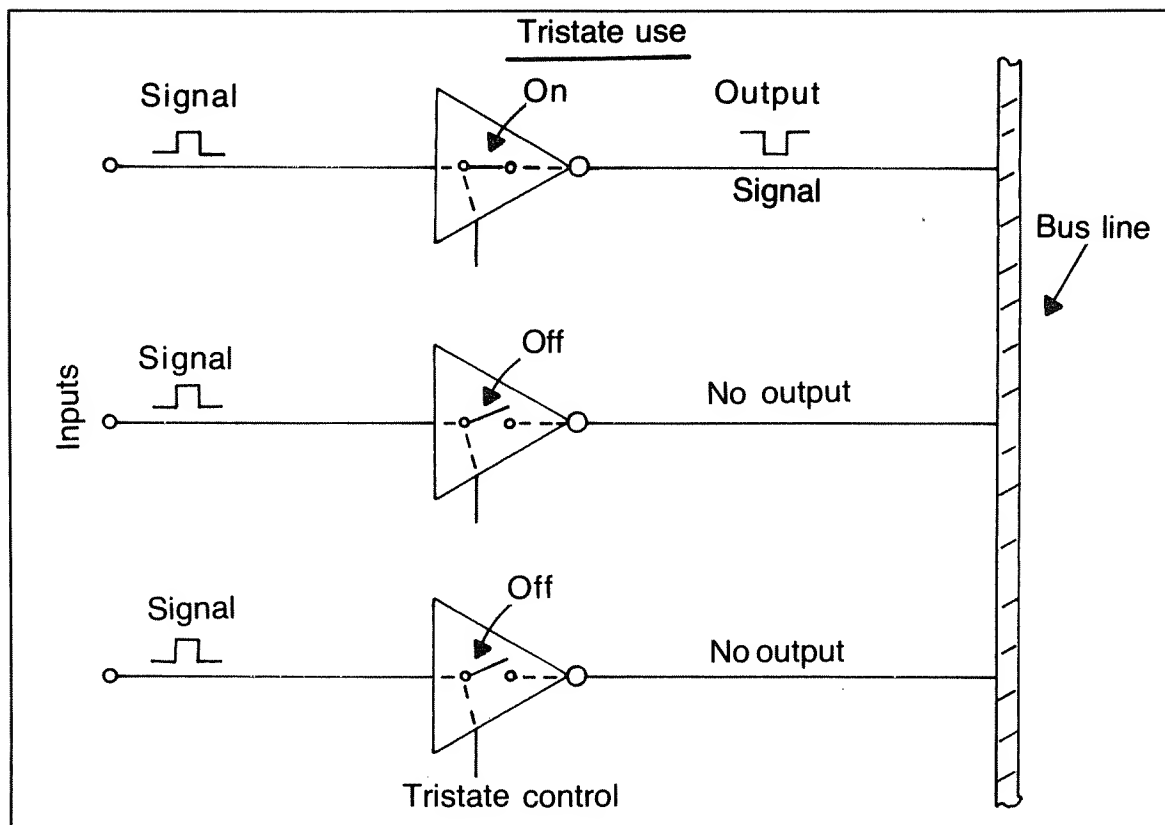 Tristate use
Signal
On
Output
Signal
Bus line
Inputs
Signal
Off
No output
Signal
Off
No output
Tristate control